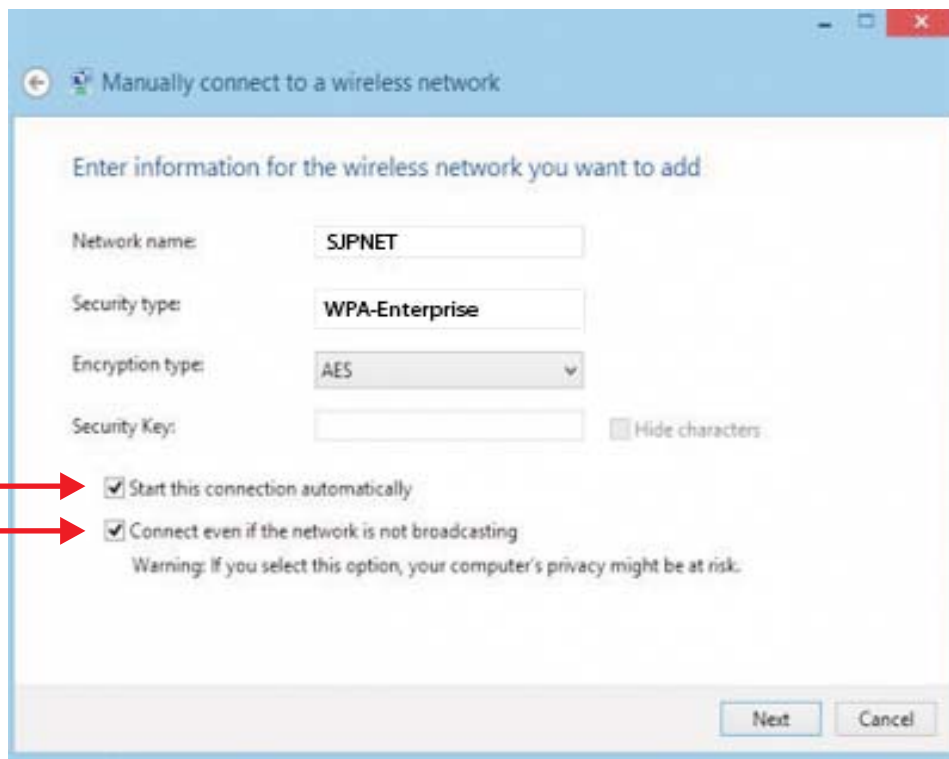 Manually connect to a wireless network
Enter information for the wireless network you want to add
Network name: SJPNET
Security type: WPA-Enterprise
Encryption type: AES
Security Key: Hide characters
Start this connection automatically
Connect even if the network is not broadcasting
Warning: If you select this option, your computer's privacy might be at risk.
Next Cancel